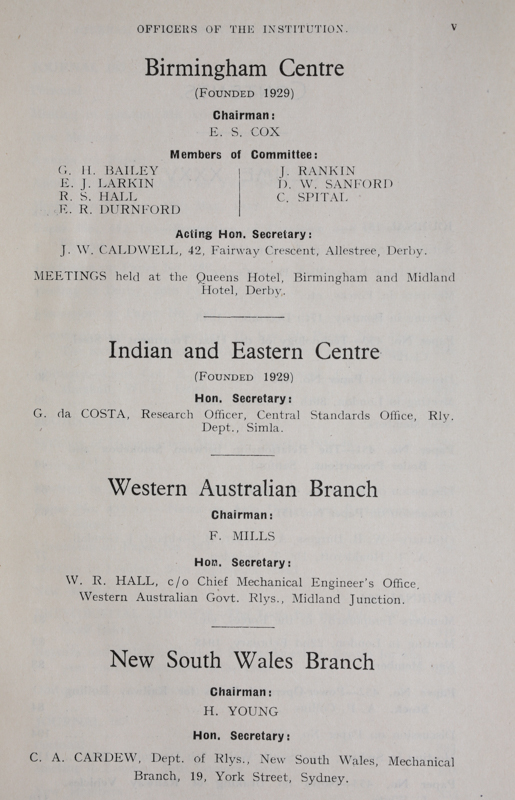 OFFICERS OF THE INSTITUTION. v
Birmingham Centre
(FOUNDED 1929)
Chairman:
E. S. COX
Members of Committee:
G. H. BAILEY
E. J. LARKIN
R. S. HALL
E. R. DURNFORD
J. RANKIN
D. W. SANFORD
C. SPITAL
Acting Hon. Secretary:
J. W. CALDWELL, 42, Fairway Crescent, Allestree, Derby.
MEETINGS held at the Queens Hotel, Birmingham and Midland
Hotel, Derby.
Indian and Eastern Centre
(FOUNDED 1929)
Hon. Secretary:
G. da COSTA, Research Officer, Central Standards Office, Rly.
Dept., Simla.
Western Australian Branch
Chairman:
F. MILLS
Hon. Secretary:
W. R. HALL, c/o Chief Mechanical Engineer's Office,
Western Australian Govt. Rlys., Midland Junction.
New South Wales Branch
Chairman:
H. YOUNG
Hon. Secretary:
C. A. CARDEW, Dept. of Rlys., New South Wales, Mechanical
Branch, 19, York Street, Sydney.